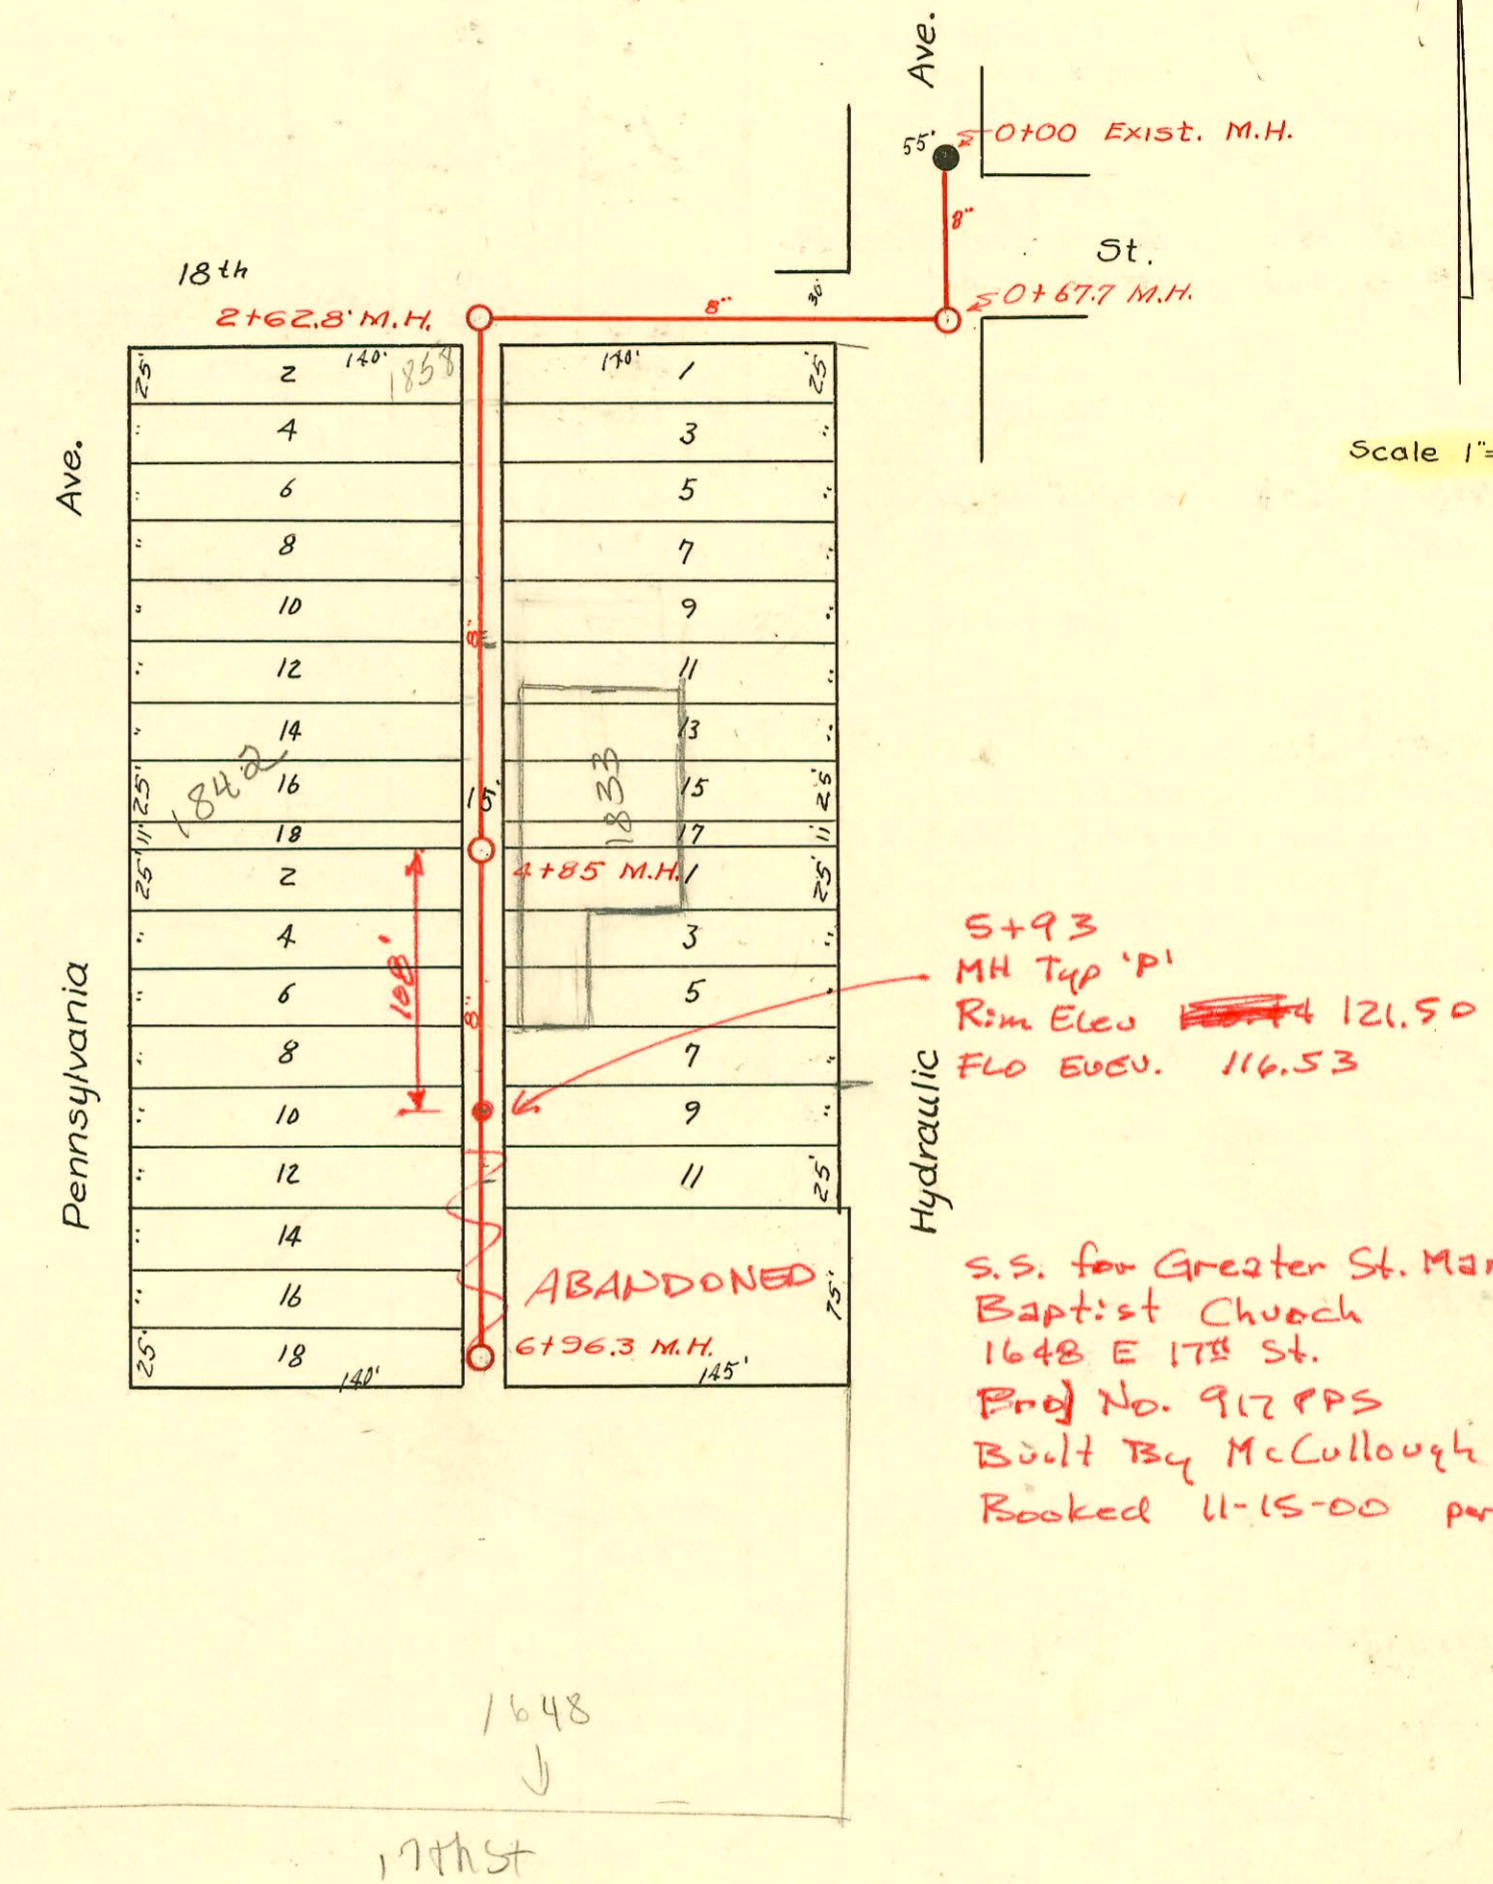 Ave.
55' 0+00 Exist. M.H.
8"
St.
18th
30'
8"
0+67.7 M.H.
2+62.8' M.H.
25' 2 140' 1858 140' 1 25'
" 4 3 "
Ave.
Scale 1"=
" 6 5 "
" 8 7 "
" 10 9 "
8"
" 12 11 "
" 14 13 "
1842
1833
25' 16 15' 15 25'
11' 18 17 11
25' 2 4+85 M.H. 1 25'
" 4 3 "
108'
8"
" 6 5 "
" 8 7 "
" 10 9 "
" 12 11 25'
Pennsylvania
Hydraulic
5+93
MH Typ 'P'
Rim Elev 121.50
FLO ELEV. 116.53
" 14
ABANDONED 75'
" 16
6+96.3 M.H.
25' 18
140' 145'
S.S. for Greater St. Mar
Baptist Church
1648 E 17th St.
Proj No. 917 PPS
Built By McCullough
Booked 11-15-00 per
1648
17th St